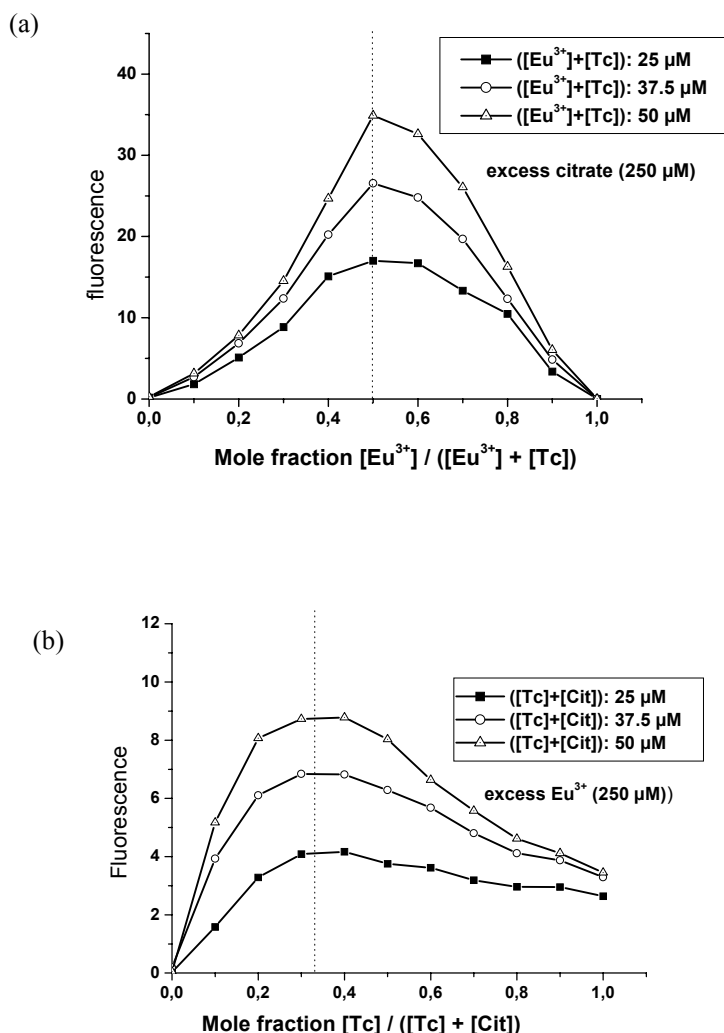 (a)
40
30
20
10
0
fluorescence
([Eu³⁺]+[Tc]): 25 µM
([Eu³⁺]+[Tc]): 37.5 µM
([Eu³⁺]+[Tc]): 50 µM
excess citrate (250 µM)
0,0 0,2 0,4 0,6 0,8 1,0
Mole fraction [Eu³⁺] / ([Eu³⁺] + [Tc])
(b)
12
10
8
6
4
2
0
Fluorescence
([Tc]+[Cit]): 25 µM
([Tc]+[Cit]): 37.5 µM
([Tc]+[Cit]): 50 µM
excess Eu³⁺ (250 µM))
0,0 0,2 0,4 0,6 0,8 1,0
Mole fraction [Tc] / ([Tc] + [Cit])